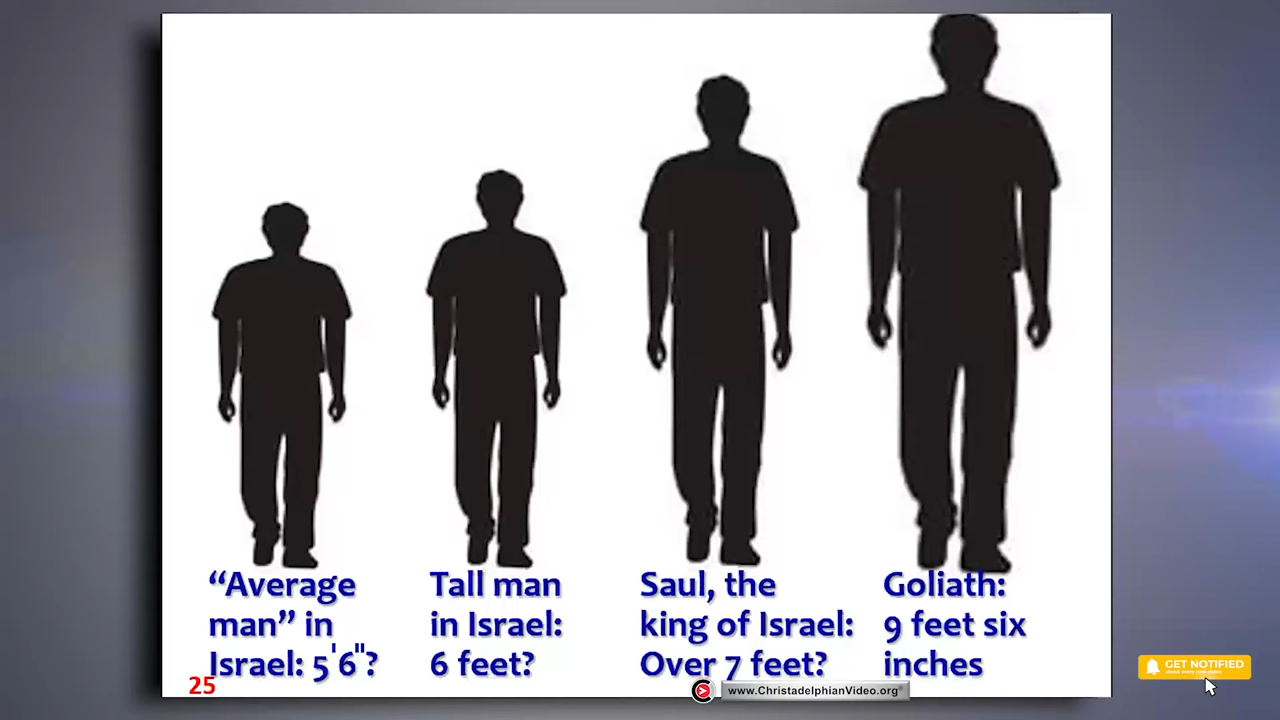 “Average
man” in
Israel: 5'6"?
Tall man
in Israel:
6 feet?
Saul, the
king of Israel:
Over 7 feet?
Goliath:
9 feet six
inches
25
www.ChristadelphianVideo.org
GET NOTIFIED